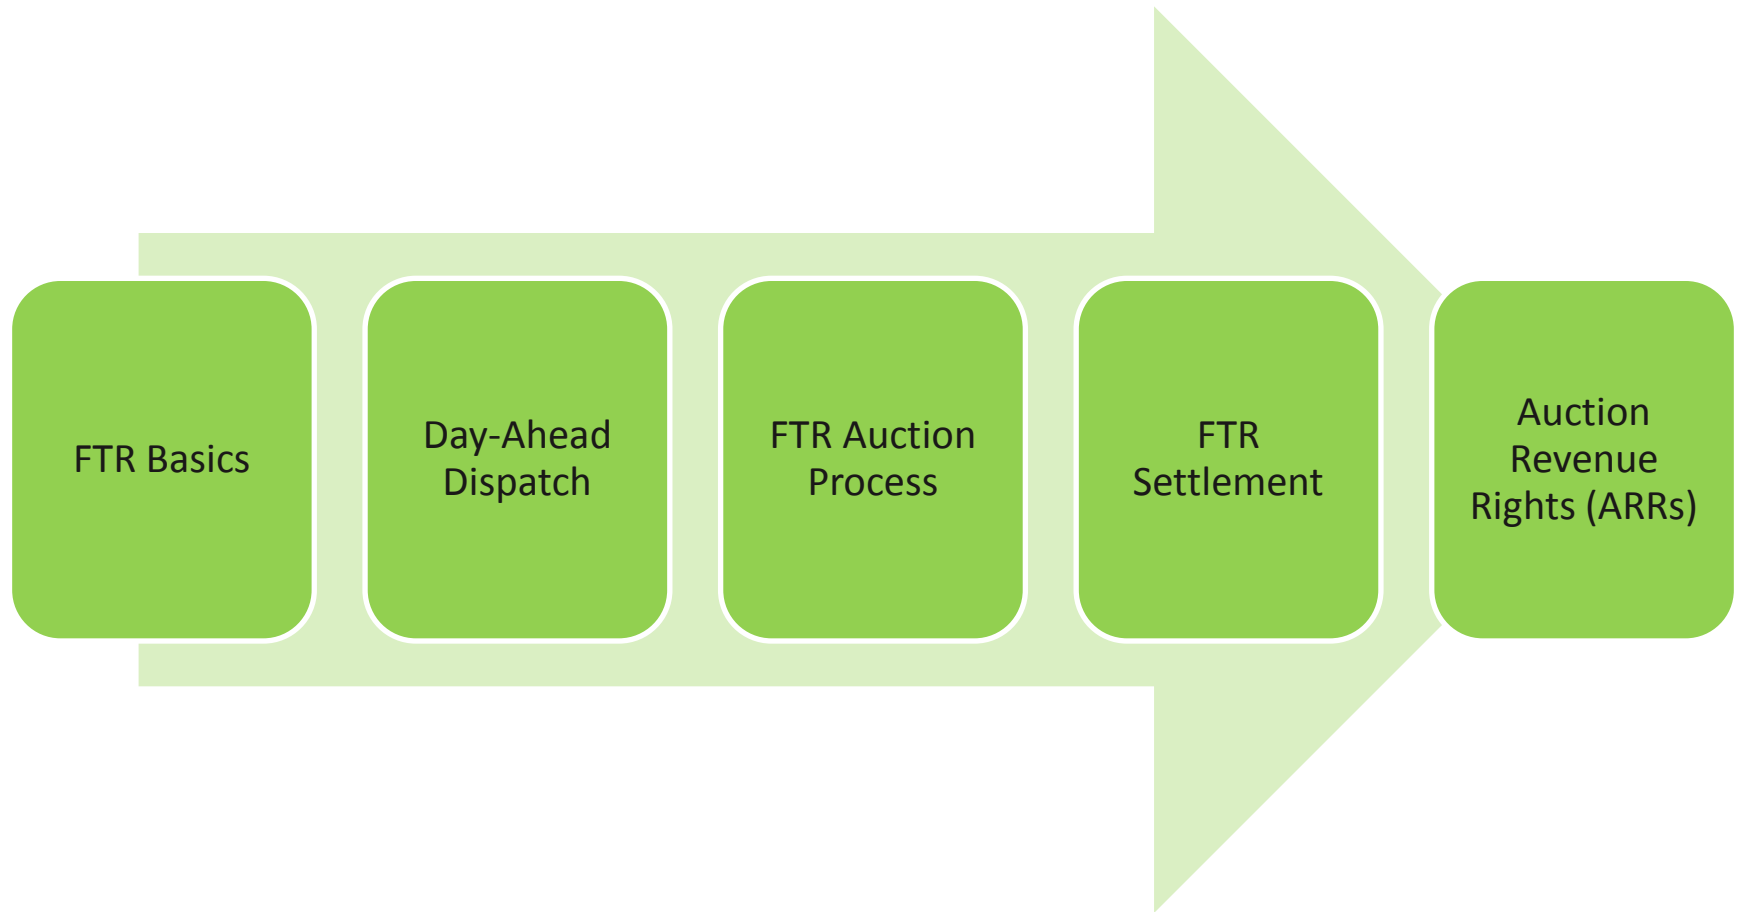 FTR Basics
Day-Ahead
Dispatch
FTR Auction
Process
FTR
Settlement
Auction
Revenue
Rights (ARRs)